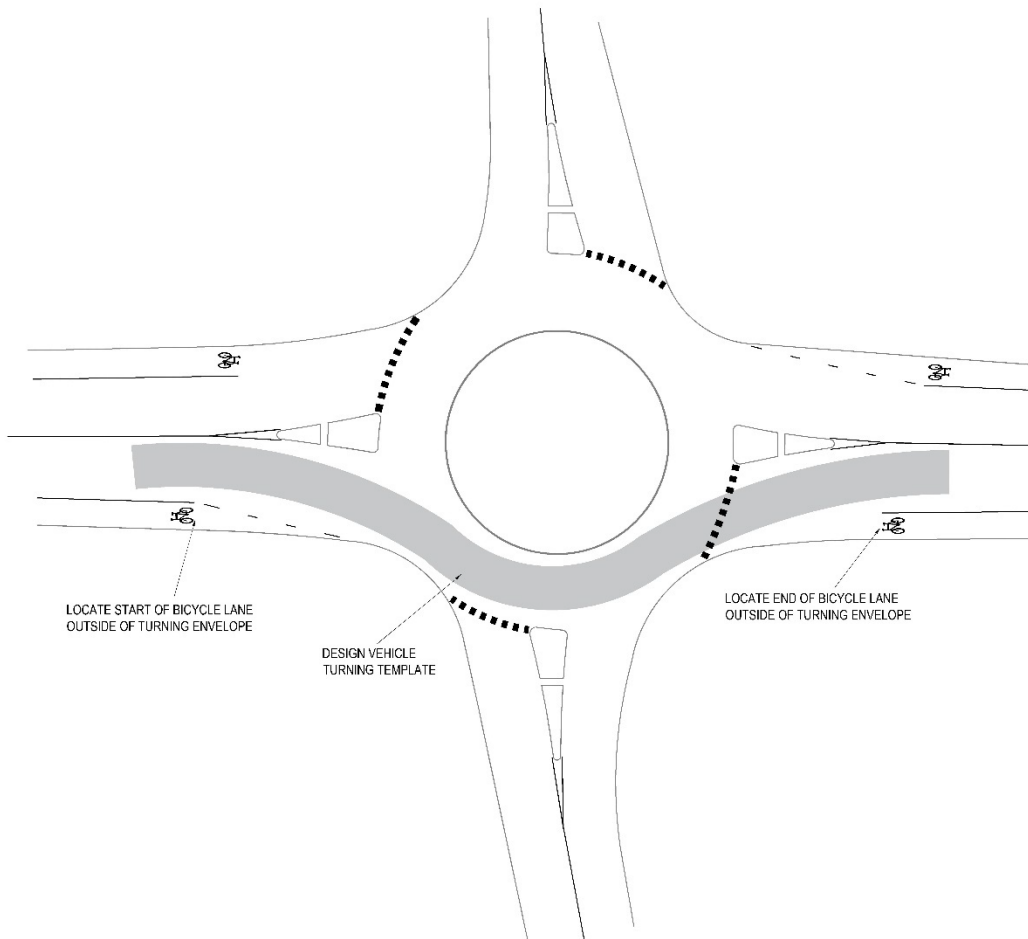 LOCATE START OF BICYCLE LANE
OUTSIDE OF TURNING ENVELOPE
DESIGN VEHICLE
TURNING TEMPLATE
LOCATE END OF BICYCLE LANE
OUTSIDE OF TURNING ENVELOPE